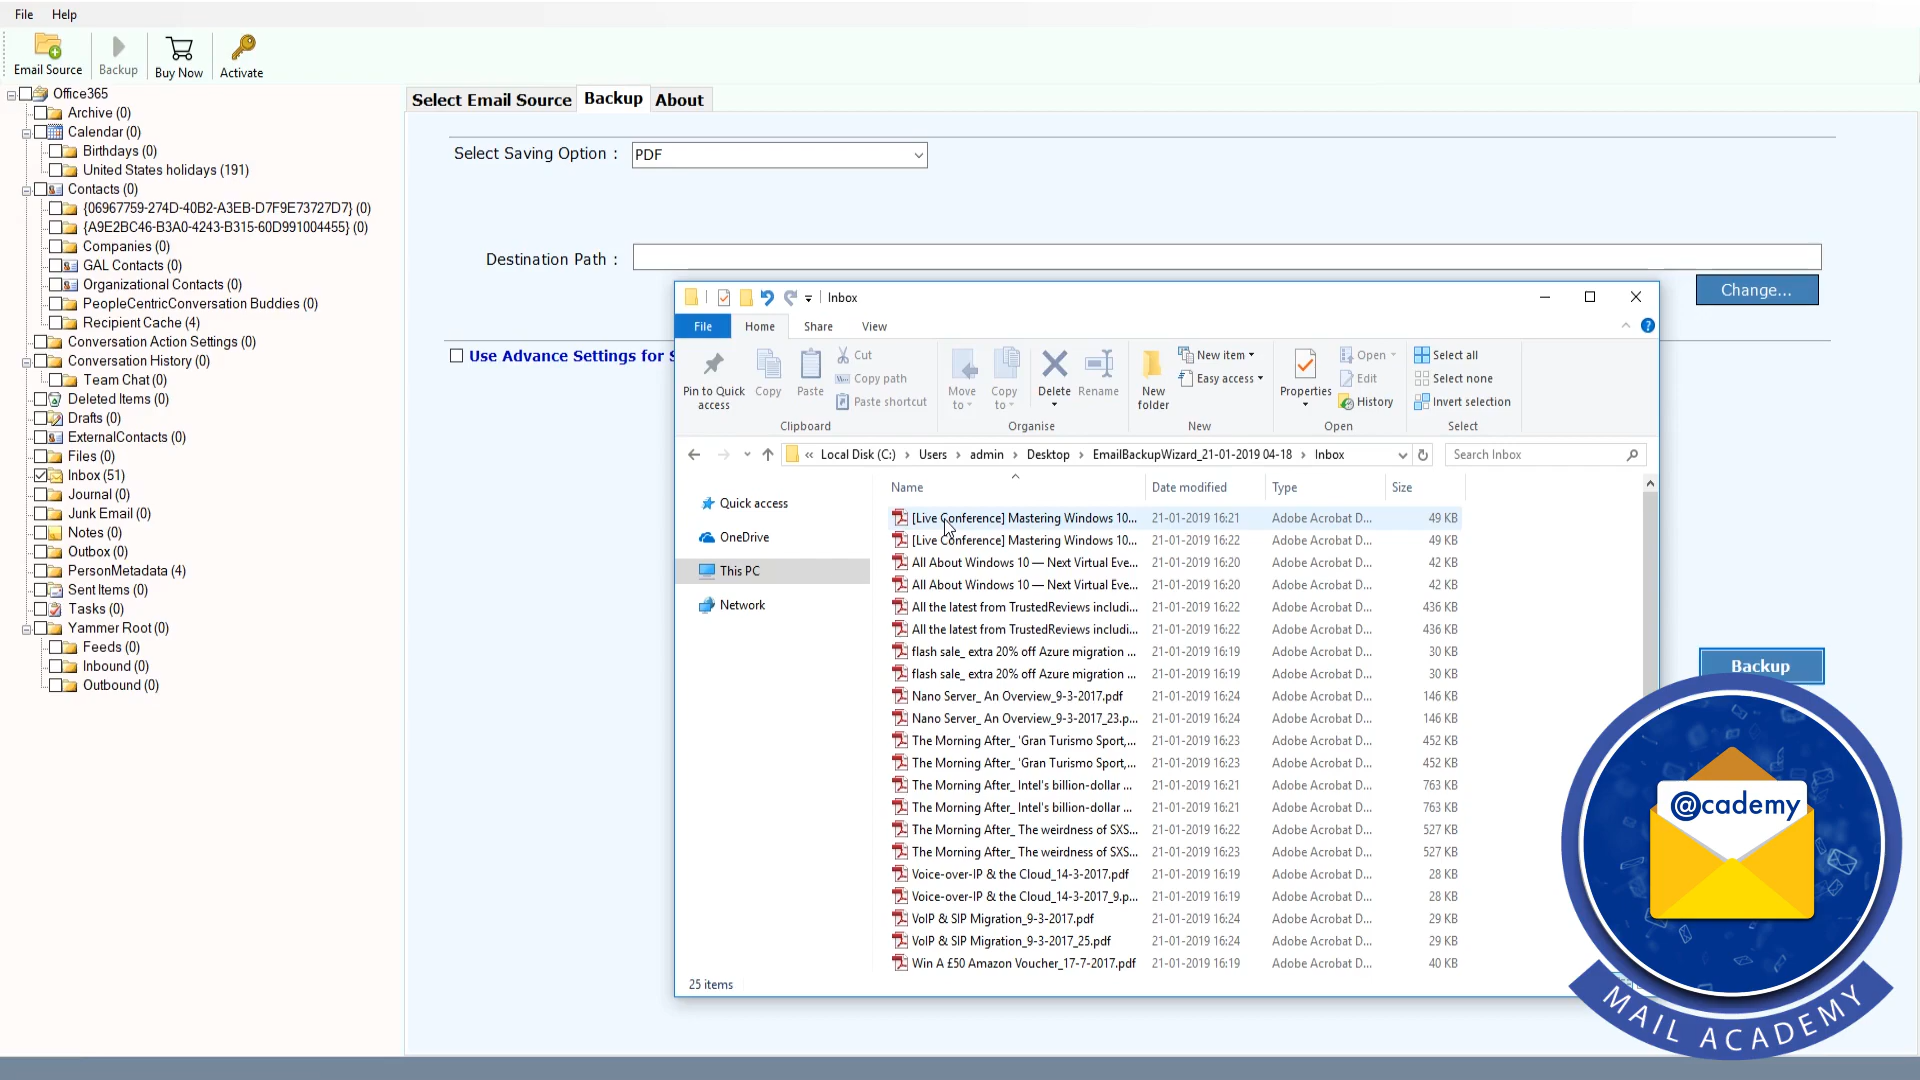 File Help
Email Source Backup Buy Now Activate
Office365
Archive (0)
Calendar (0)
Birthdays (0)
United States holidays (191)
Contacts (0)
{06967759-274D-40B2-A3EB-D7F9E73727D7} (0)
{A9E2BC46-B3A0-4243-B315-60D991004455} (0)
Companies (0)
GAL Contacts (0)
Organizational Contacts (0)
PeopleCentricConversation Buddies (0)
Recipient Cache (4)
Conversation Action Settings (0)
Conversation History (0)
Team Chat (0)
Deleted Items (0)
Drafts (0)
ExternalContacts (0)
Files (0)
Inbox (51)
Journal (0)
Junk Email (0)
Notes (0)
Outbox (0)
PersonMetadata (4)
Sent Items (0)
Tasks (0)
Yammer Root (0)
Feeds (0)
Inbound (0)
Outbound (0)
Select Email Source Backup About
Select Saving Option : PDF
Destination Path :
Change...
Use Advance Settings for S
Backup
Inbox
File Home Share View
Pin to Quick access
Copy
Paste
Cut
Copy path
Paste shortcut
Clipboard
Move to
Copy to
Delete
Rename
Organise
New folder
New item
Easy access
New
Properties
Open
Edit
History
Open
Select all
Select none
Invert selection
Select
« Local Disk (C:) > Users > admin > Desktop > EmailBackupWizard_21-01-2019 04-18 > Inbox
Search Inbox
Quick access
OneDrive
This PC
Network
Name Date modified Type Size
[Live Conference] Mastering Windows 10... 21-01-2019 16:21 Adobe Acrobat D... 49 KB
[Live Conference] Mastering Windows 10... 21-01-2019 16:22 Adobe Acrobat D... 49 KB
All About Windows 10 — Next Virtual Eve... 21-01-2019 16:20 Adobe Acrobat D... 42 KB
All About Windows 10 — Next Virtual Eve... 21-01-2019 16:20 Adobe Acrobat D... 42 KB
All the latest from TrustedReviews includi... 21-01-2019 16:22 Adobe Acrobat D... 436 KB
All the latest from TrustedReviews includi... 21-01-2019 16:22 Adobe Acrobat D... 436 KB
flash sale_ extra 20% off Azure migration ... 21-01-2019 16:19 Adobe Acrobat D... 30 KB
flash sale_ extra 20% off Azure migration ... 21-01-2019 16:19 Adobe Acrobat D... 30 KB
Nano Server_ An Overview_9-3-2017.pdf 21-01-2019 16:24 Adobe Acrobat D... 146 KB
Nano Server_ An Overview_9-3-2017_23.p... 21-01-2019 16:24 Adobe Acrobat D... 146 KB
The Morning After_ 'Gran Turismo Sport,... 21-01-2019 16:23 Adobe Acrobat D... 452 KB
The Morning After_ 'Gran Turismo Sport,... 21-01-2019 16:23 Adobe Acrobat D... 452 KB
The Morning After_ Intel's billion-dollar ... 21-01-2019 16:21 Adobe Acrobat D... 763 KB
The Morning After_ Intel's billion-dollar ... 21-01-2019 16:21 Adobe Acrobat D... 763 KB
The Morning After_ The weirdness of SXS... 21-01-2019 16:22 Adobe Acrobat D... 527 KB
The Morning After_ The weirdness of SXS... 21-01-2019 16:23 Adobe Acrobat D... 527 KB
Voice-over-IP & the Cloud_14-3-2017.pdf 21-01-2019 16:19 Adobe Acrobat D... 28 KB
Voice-over-IP & the Cloud_14-3-2017_9.p... 21-01-2019 16:19 Adobe Acrobat D... 28 KB
VoIP & SIP Migration_9-3-2017.pdf 21-01-2019 16:24 Adobe Acrobat D... 29 KB
VoIP & SIP Migration_9-3-2017_25.pdf 21-01-2019 16:24 Adobe Acrobat D... 29 KB
Win A £50 Amazon Voucher_17-7-2017.pdf 21-01-2019 16:19 Adobe Acrobat D... 40 KB
25 items
@cademy
MAIL ACADEMY